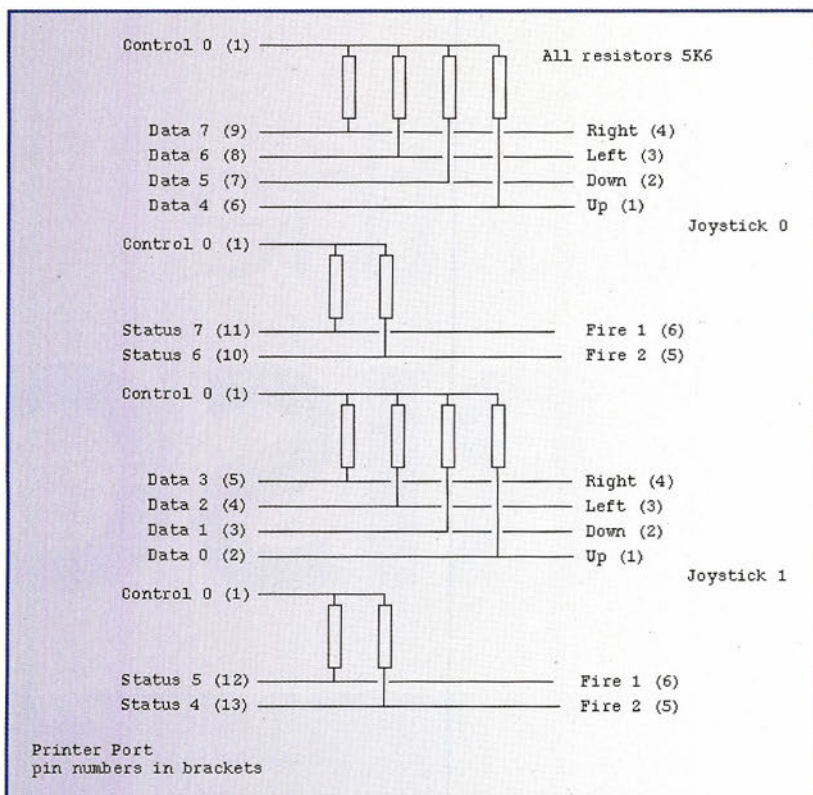 Control 0 (1)
All resistors 5K6
Data 7 (9) Right (4)
Data 6 (8) Left (3)
Data 5 (7) Down (2)
Data 4 (6) Up (1)
Joystick 0
Control 0 (1)
Status 7 (11) Fire 1 (6)
Status 6 (10) Fire 2 (5)
Control 0 (1)
Data 3 (5) Right (4)
Data 2 (4) Left (3)
Data 1 (3) Down (2)
Data 0 (2) Up (1)
Joystick 1
Control 0 (1)
Status 5 (12) Fire 1 (6)
Status 4 (13) Fire 2 (5)
Printer Port
pin numbers in brackets